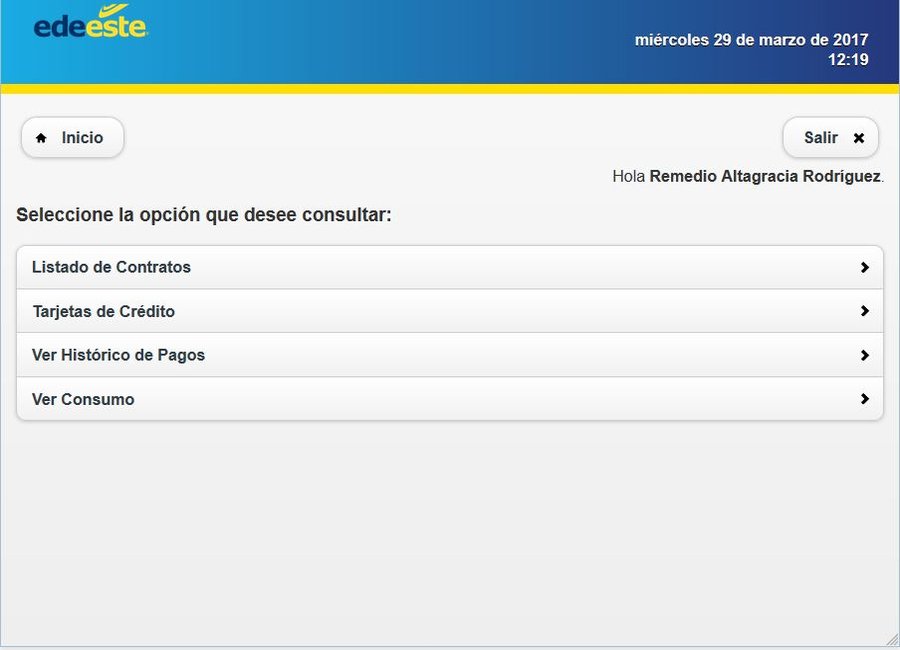 edeeste
miércoles 29 de marzo de 2017
12:19
Inicio
Salir
Hola Remedio Altagracia Rodríguez.
Seleccione la opción que desee consultar:
Listado de Contratos
Tarjetas de Crédito
Ver Histórico de Pagos
Ver Consumo